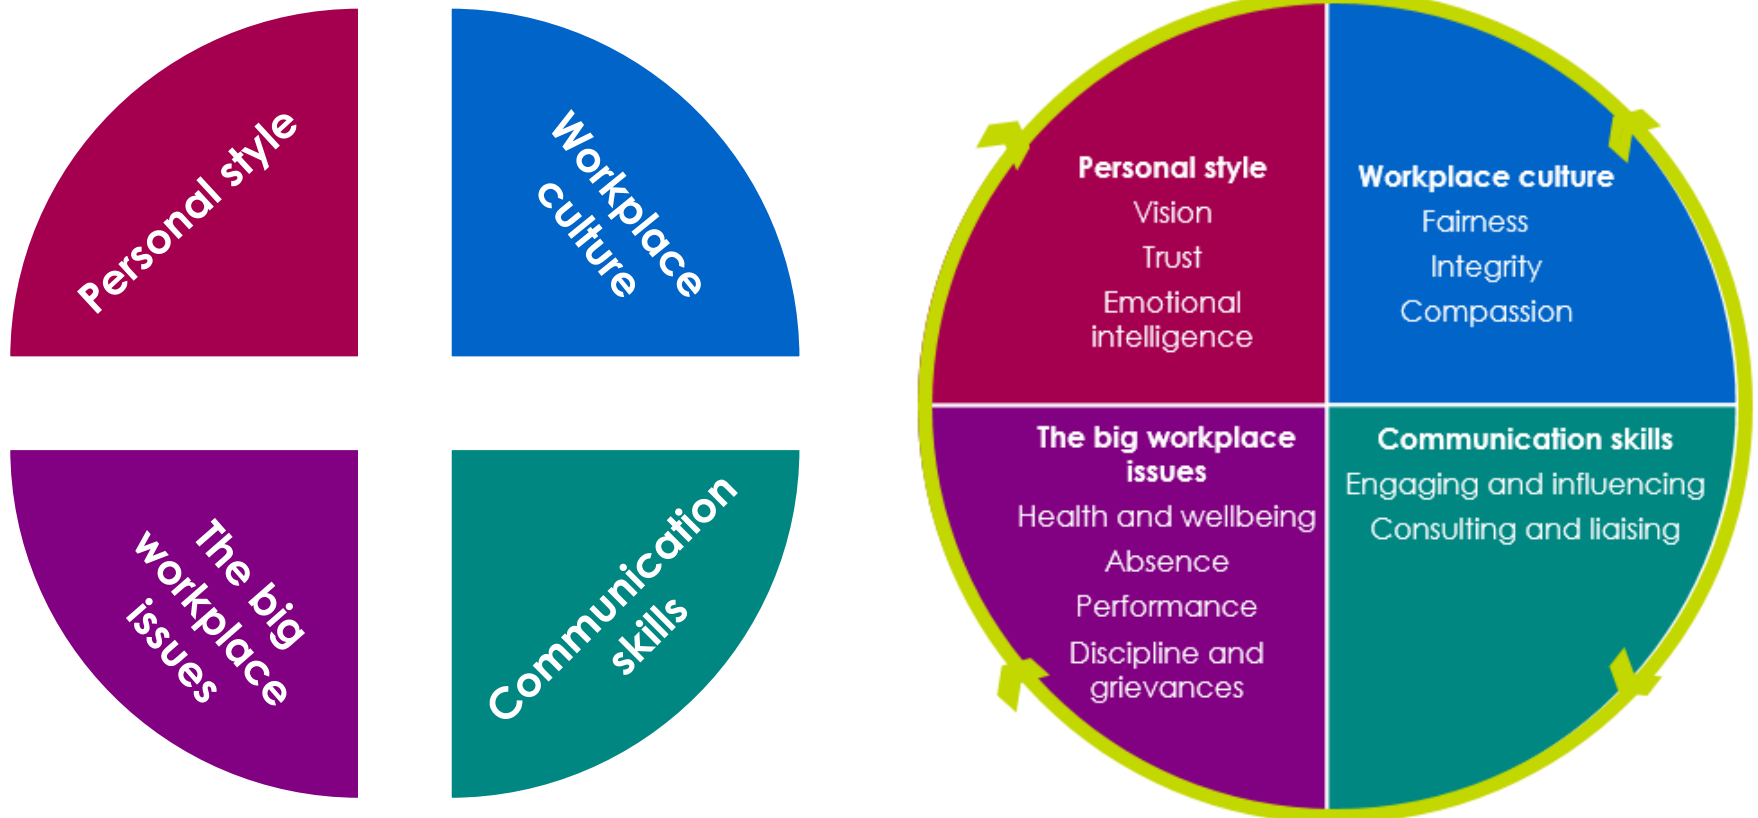 Personal style
Workplace
culture
The big
workplace
issues
Communication
skills
Personal style
Vision
Trust
Emotional
intelligence
Workplace culture
Fairness
Integrity
Compassion
The big workplace
issues
Health and wellbeing
Absence
Performance
Discipline and
grievances
Communication skills
Engaging and influencing
Consulting and liaising